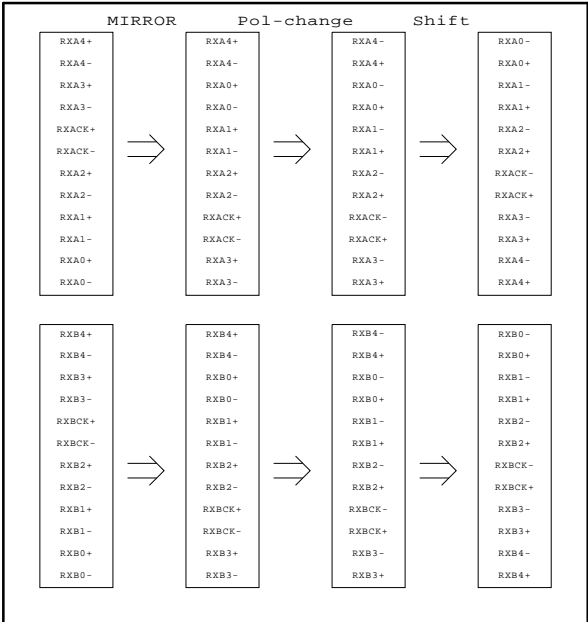 MIRROR Pol-change Shift
RXA4+ RXA4+ RXA4- RXA0-
RXA4- RXA4- RXA4+ RXA0+
RXA3+ RXA0+ RXA0- RXA1-
RXA3- RXA0- RXA0+ RXA1+
RXACK+ RXA1+ RXA1- RXA2-
RXACK- RXA1- RXA1+ RXA2+
RXA2+ RXA2+ RXA2- RXACK-
RXA2- RXA2- RXA2+ RXACK+
RXA1+ RXACK+ RXACK- RXA3-
RXA1- RXACK- RXACK+ RXA3+
RXA0+ RXA3+ RXA3- RXA4-
RXA0- RXA3- RXA3+ RXA4+
RXB4+ RXB4+ RXB4- RXB0-
RXB4- RXB4- RXB4+ RXB0+
RXB3+ RXB0+ RXB0- RXB1-
RXB3- RXB0- RXB0+ RXB1+
RXBCK+ RXB1+ RXB1- RXB2-
RXBCK- RXB1- RXB1+ RXB2+
RXB2+ RXB2+ RXB2- RXBCK-
RXB2- RXB2- RXB2+ RXBCK+
RXB1+ RXBCK+ RXBCK- RXB3-
RXB1- RXBCK- RXBCK+ RXB3+
RXB0+ RXB3+ RXB3- RXB4-
RXB0- RXB3- RXB3+ RXB4+